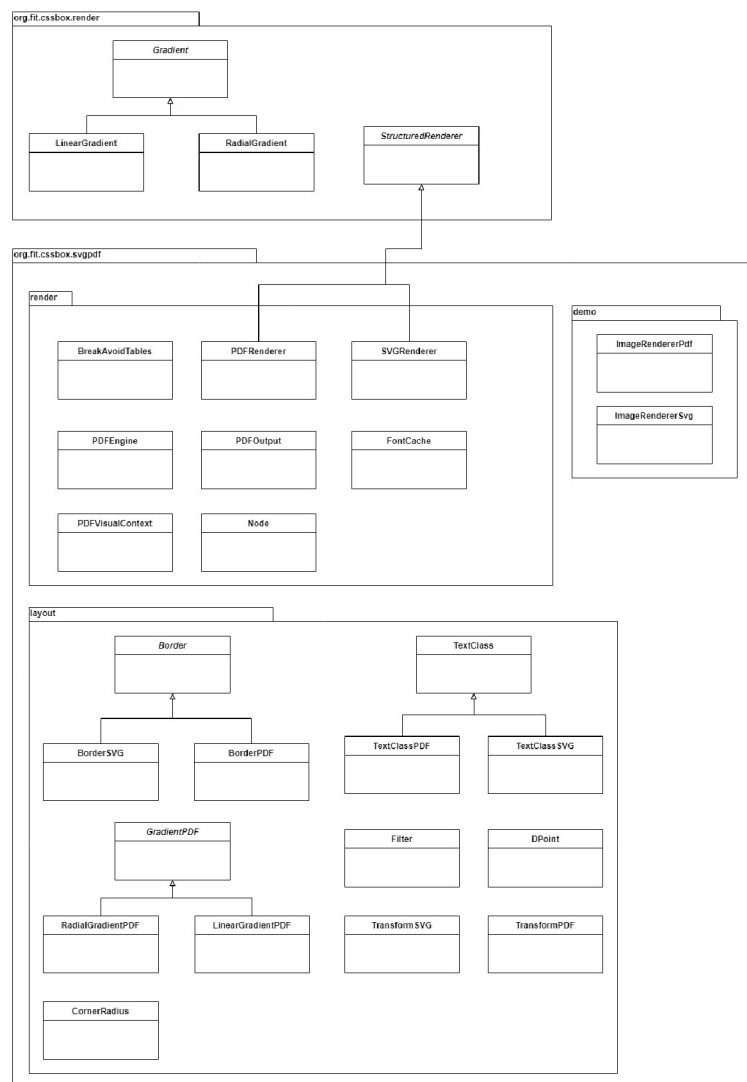 org.fit.cssbox.render
Gradient
LinearGradient
RadialGradient
StructuredRenderer
org.fit.cssbox.svgpdf
render
BreakAvoidTables
PDFRenderer
SVGRenderer
PDFEngine
PDFOutput
FontCache
PDFVisualContext
Node
demo
ImageRendererPdf
ImageRendererSvg
layout
Border
BorderSVG
BorderPDF
TextClass
TextClassPDF
TextClassSVG
GradientPDF
RadialGradientPDF
LinearGradientPDF
Filter
DPoint
TransformSVG
TransformPDF
CornerRadius